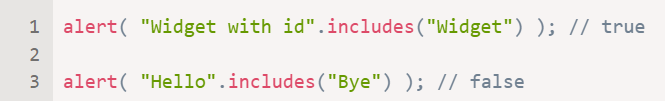 1 alert( "Widget with id".includes("Widget") ); // true
2
3 alert( "Hello".includes("Bye") ); // false